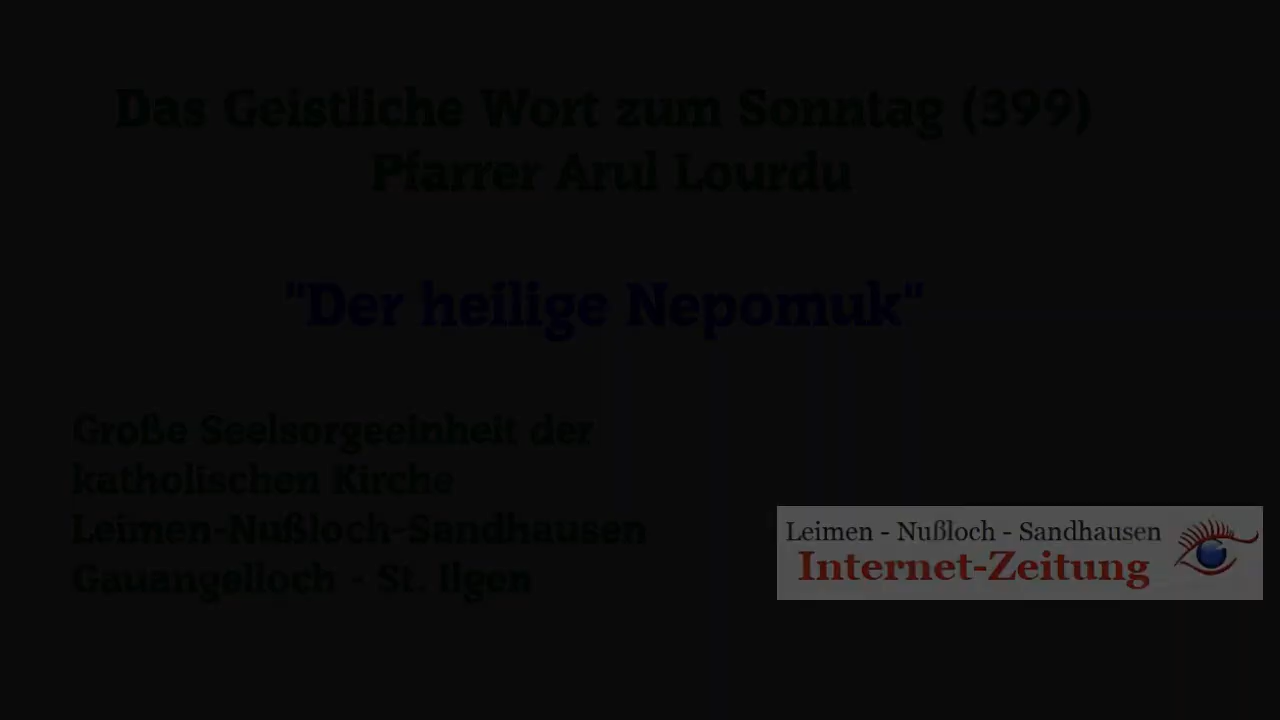 Das Geistliche Wort zum Sonntag (399)
Pfarrer Arul Lourdu
"Der heilige Nepomuk"
Große Seelsorgeeinheit der
katholischen Kirche
Leimen-Nußloch-Sandhausen
Gauangelloch - St. Ilgen
Leimen - Nußloch - Sandhausen
Internet-Zeitung